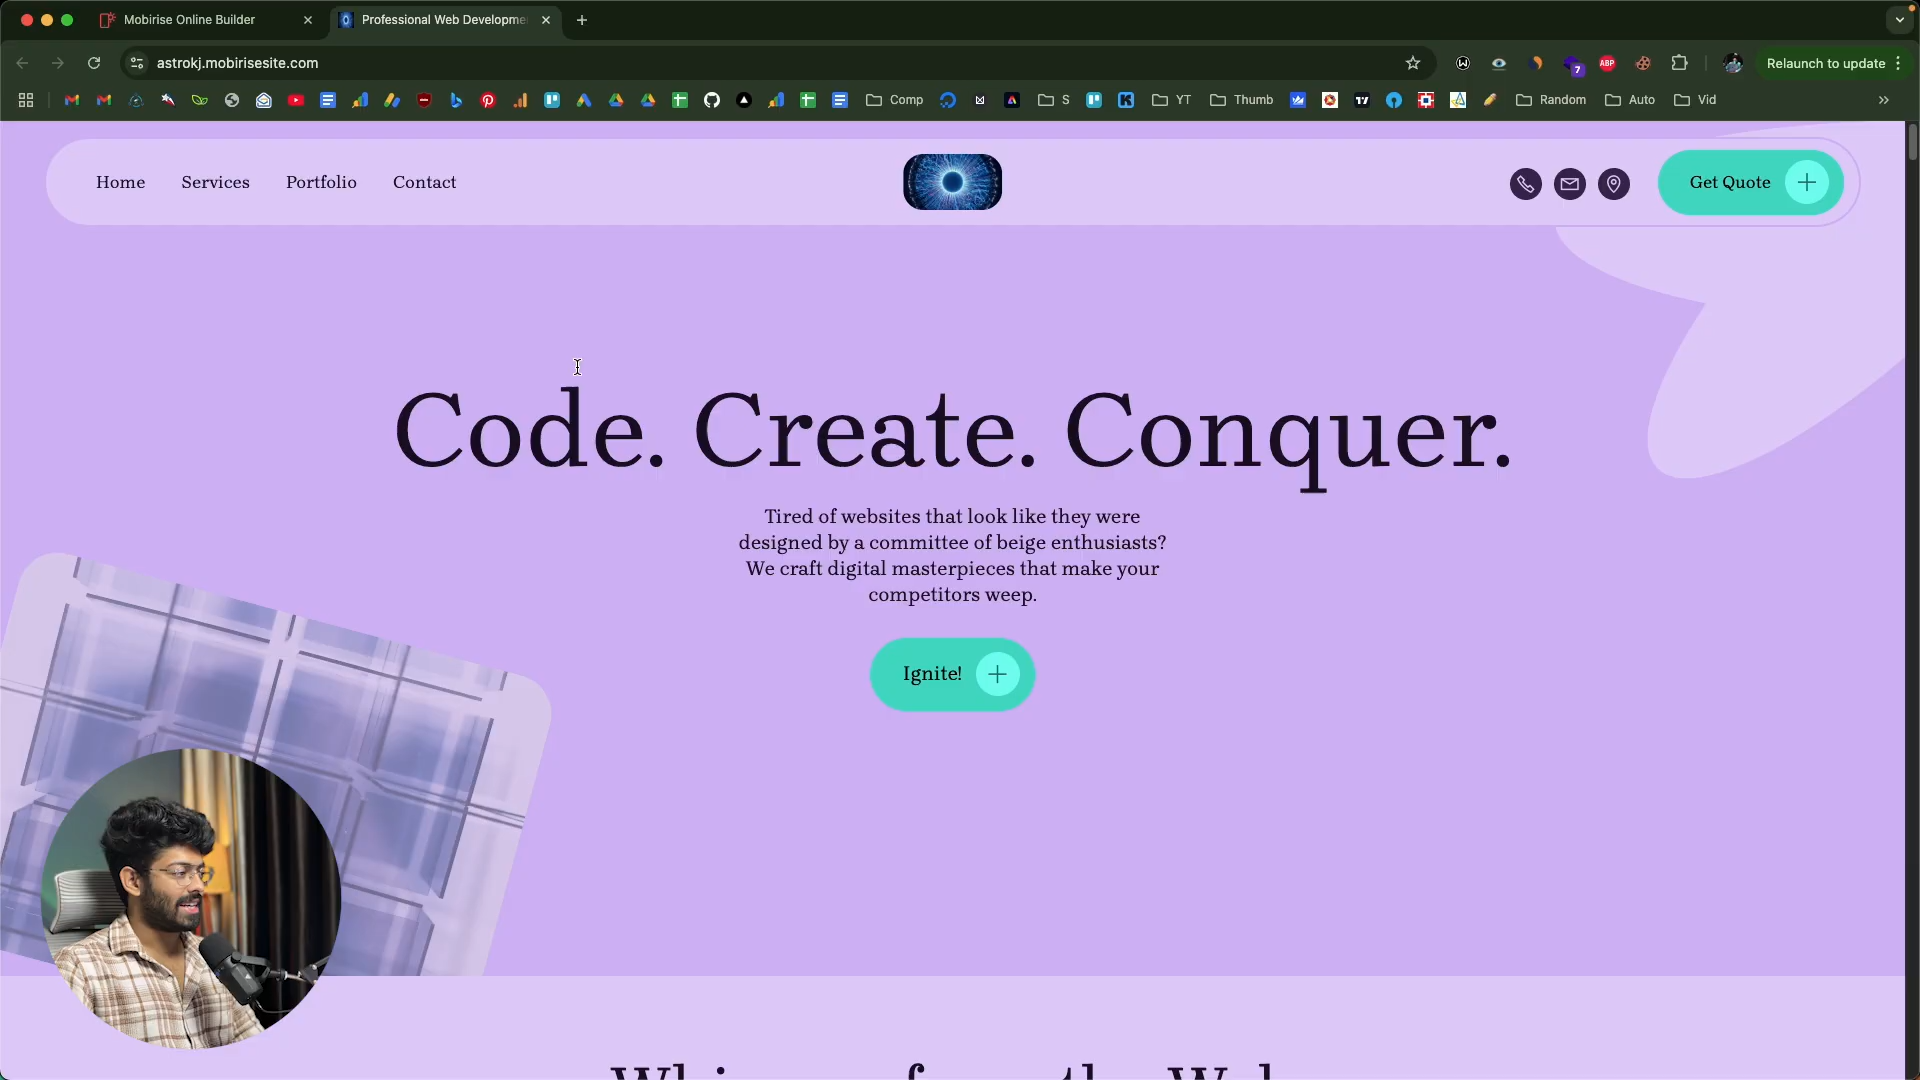 Mobirise Online Builder
Professional Web Developme
astrokj.mobirisesite.com
ABP
7
Relaunch to update
Comp
S
YT
Thumb
Random
Auto
Vid
Home
Services
Portfolio
Contact
Get Quote
Code. Create. Conquer.
Tired of websites that look like they were
designed by a committee of beige enthusiasts?
We craft digital masterpieces that make your
competitors weep.
Ignite!